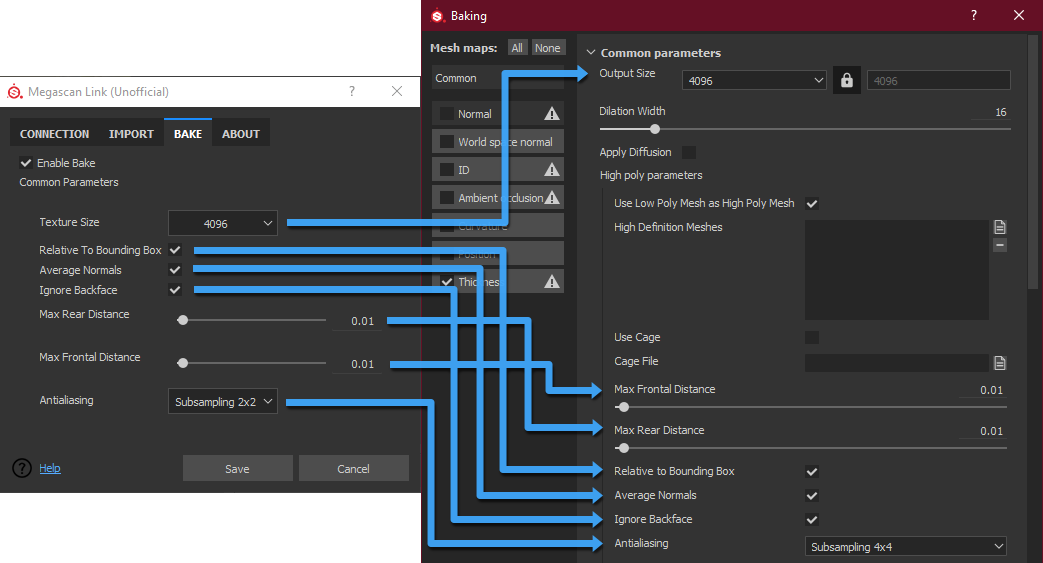 Megascan Link (Unofficial)
?
CONNECTION IMPORT BAKE ABOUT
Enable Bake
Common Parameters
Texture Size 4096
Relative To Bounding Box
Average Normals
Ignore Backface
Max Rear Distance 0.01
Max Frontal Distance 0.01
Antialiasing Subsampling 2x2
? Help Save Cancel
Baking
?
Mesh maps: All None
Common
Normal
World space normal
ID
Ambient occlusion
Curvature
Position
Thickness
Common parameters
Output Size 4096 4096
Dilation Width 16
Apply Diffusion
High poly parameters
Use Low Poly Mesh as High Poly Mesh
High Definition Meshes
Use Cage
Cage File
Max Frontal Distance 0.01
Max Rear Distance 0.01
Relative to Bounding Box
Average Normals
Ignore Backface
Antialiasing Subsampling 4x4